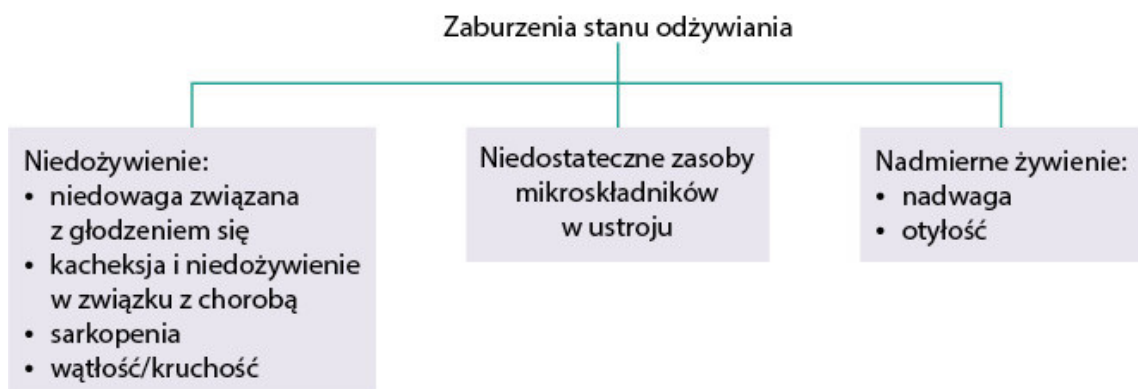 Zaburzenia stanu odżywiania
Niedożywienie:
• niedowaga związana
z głodzeniem się
• kacheksja i niedożywienie
w związku z chorobą
• sarkopenia
• wątłość/kruchość
Niedostateczne zasoby
mikroskładników
w ustroju
Nadmierne żywienie:
• nadwaga
• otyłość